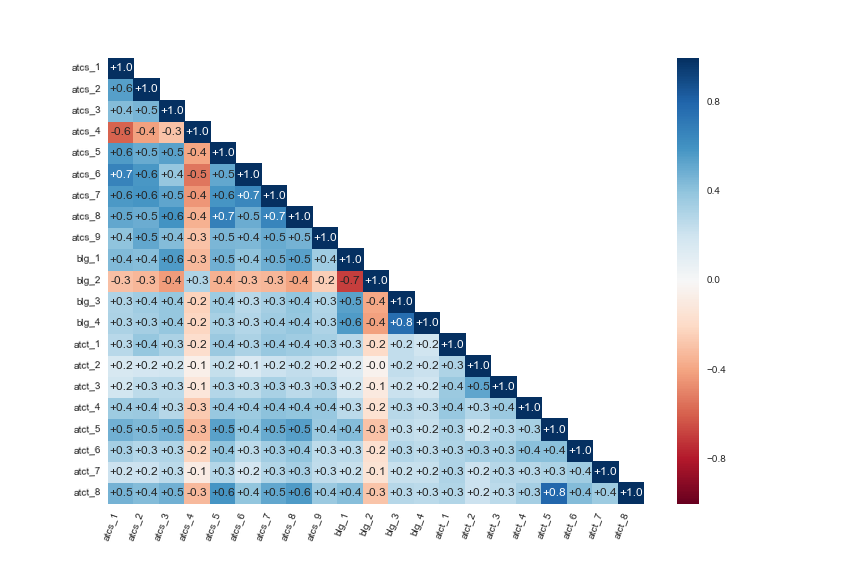 atcs_1 +1.0
atcs_2 +0.6 +1.0 0.8
atcs_3 +0.4 +0.5 +1.0
atcs_4 -0.6 -0.4 -0.3 +1.0
atcs_5 +0.6 +0.5 +0.5 -0.4 +1.0
atcs_6 +0.7 +0.6 +0.4 -0.5 +0.5 +1.0
atcs_7 +0.6 +0.6 +0.5 -0.4 +0.6 +0.7 +1.0 0.4
atcs_8 +0.5 +0.5 +0.6 -0.4 +0.7 +0.5 +0.7 +1.0
atcs_9 +0.4 +0.5 +0.4 -0.3 +0.5 +0.4 +0.5 +0.5 +1.0
blg_1 +0.4 +0.4 +0.6 -0.3 +0.5 +0.4 +0.5 +0.5 +0.4 +1.0
blg_2 -0.3 -0.3 -0.4 +0.3 -0.4 -0.3 -0.3 -0.4 -0.2 -0.7 +1.0 0.0
blg_3 +0.3 +0.4 +0.4 -0.2 +0.4 +0.3 +0.3 +0.4 +0.3 +0.5 -0.4 +1.0
blg_4 +0.3 +0.3 +0.4 -0.2 +0.3 +0.3 +0.4 +0.4 +0.3 +0.6 -0.4 +0.8 +1.0
atct_1 +0.3 +0.4 +0.3 -0.2 +0.4 +0.3 +0.4 +0.4 +0.3 +0.3 -0.2 +0.2 +0.2 +1.0
atct_2 +0.2 +0.2 +0.2 -0.1 +0.2 +0.1 +0.2 +0.2 +0.2 +0.2 -0.0 +0.2 +0.2 +0.3 +1.0 −0.4
atct_3 +0.2 +0.3 +0.3 -0.1 +0.3 +0.3 +0.3 +0.3 +0.3 +0.2 -0.1 +0.2 +0.2 +0.4 +0.5 +1.0
atct_4 +0.4 +0.4 +0.3 -0.3 +0.4 +0.4 +0.4 +0.4 +0.4 +0.3 -0.2 +0.3 +0.3 +0.4 +0.3 +0.4 +1.0
atct_5 +0.5 +0.5 +0.5 -0.3 +0.5 +0.4 +0.5 +0.5 +0.4 +0.4 -0.3 +0.3 +0.3 +0.3 +0.2 +0.3 +0.3 +1.0
atct_6 +0.3 +0.3 +0.3 -0.2 +0.4 +0.3 +0.4 +0.4 +0.3 +0.3 -0.2 +0.3 +0.2 +0.3 +0.3 +0.3 +0.4 +0.4 +1.0 −0.8
atct_7 +0.2 +0.2 +0.3 -0.1 +0.3 +0.2 +0.3 +0.3 +0.3 +0.2 -0.1 +0.2 +0.2 +0.3 +0.2 +0.3 +0.3 +0.3 +0.4 +1.0
atct_8 +0.5 +0.4 +0.5 -0.3 +0.6 +0.4 +0.5 +0.6 +0.4 +0.4 -0.3 +0.3 +0.3 +0.3 +0.2 +0.3 +0.3 +0.8 +0.4 +0.4 +1.0
atcs_1 atcs_2 atcs_3 atcs_4 atcs_5 atcs_6 atcs_7 atcs_8 atcs_9 blg_1 blg_2 blg_3 blg_4 atct_1 atct_2 atct_3 atct_4 atct_5 atct_6 atct_7 atct_8